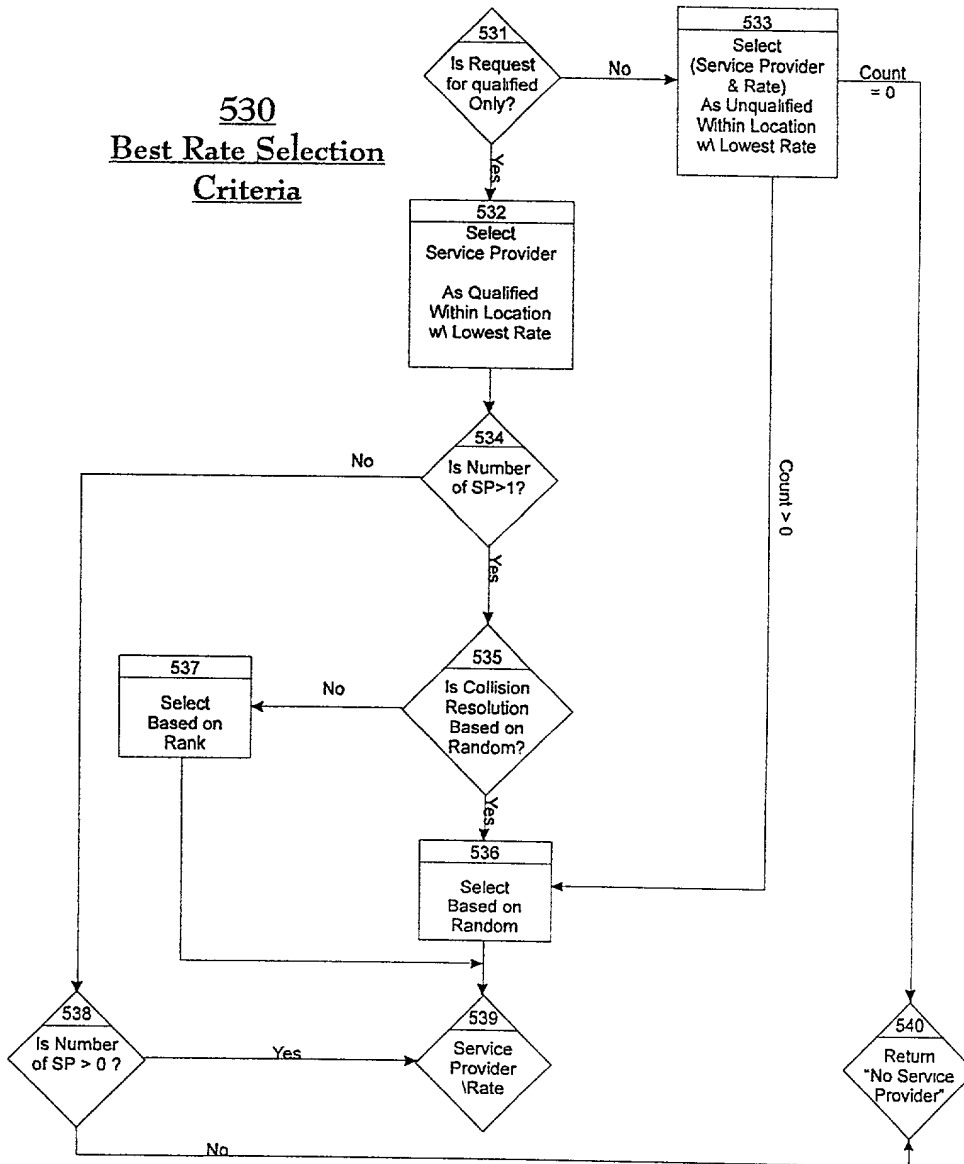 530
Best Rate Selection
Criteria
531
Is Request
for qualified
Only?
No
Yes
533
Select
(Service Provider
& Rate)
As Unqualified
Within Location
w\ Lowest Rate
Count
= 0
Count > 0
532
Select
Service Provider
As Qualified
Within Location
w\ Lowest Rate
534
Is Number
of SP>1?
No
Yes
535
Is Collision
Resolution
Based on
Random?
No
Yes
537
Select
Based on
Rank
536
Select
Based on
Random
538
Is Number
of SP > 0 ?
Yes
No
539
Service
Provider
\Rate
540
Return
"No Service
Provider"